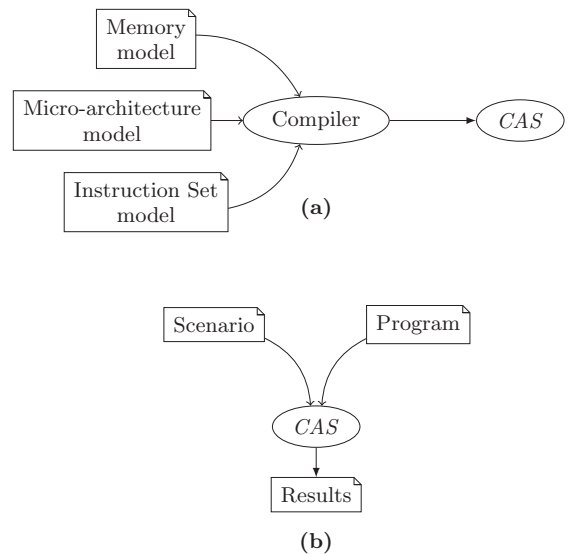 Memory
model
Micro-architecture
model
Compiler
CAS
Instruction Set
model
(a)
Scenario
Program
CAS
Results
(b)